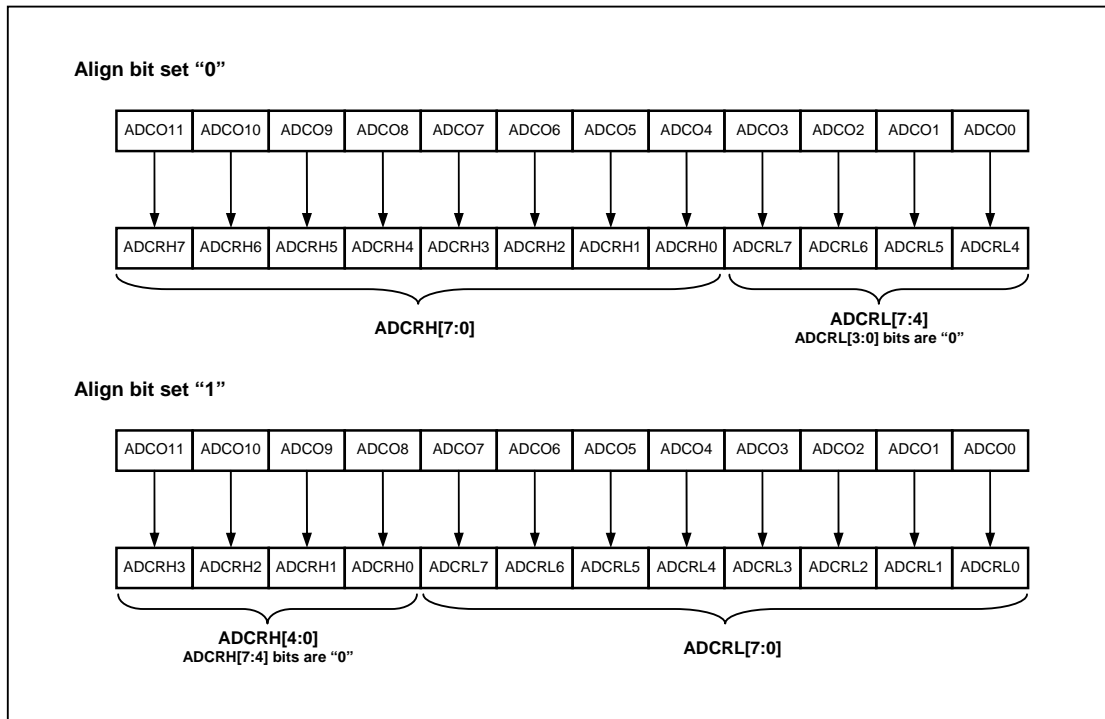 Align bit set “0”
ADCO11 ADCO10 ADCO9 ADCO8 ADCO7 ADCO6 ADCO5 ADCO4 ADCO3 ADCO2 ADCO1 ADCO0
ADCRH7 ADCRH6 ADCRH5 ADCRH4 ADCRH3 ADCRH2 ADCRH1 ADCRH0 ADCRL7 ADCRL6 ADCRL5 ADCRL4
ADCRH[7:0]
ADCRL[7:4]
ADCRL[3:0] bits are “0”
Align bit set “1”
ADCO11 ADCO10 ADCO9 ADCO8 ADCO7 ADCO6 ADCO5 ADCO4 ADCO3 ADCO2 ADCO1 ADCO0
ADCRH3 ADCRH2 ADCRH1 ADCRH0 ADCRL7 ADCRL6 ADCRL5 ADCRL4 ADCRL3 ADCRL2 ADCRL1 ADCRL0
ADCRH[4:0]
ADCRH[7:4] bits are “0”
ADCRL[7:0]